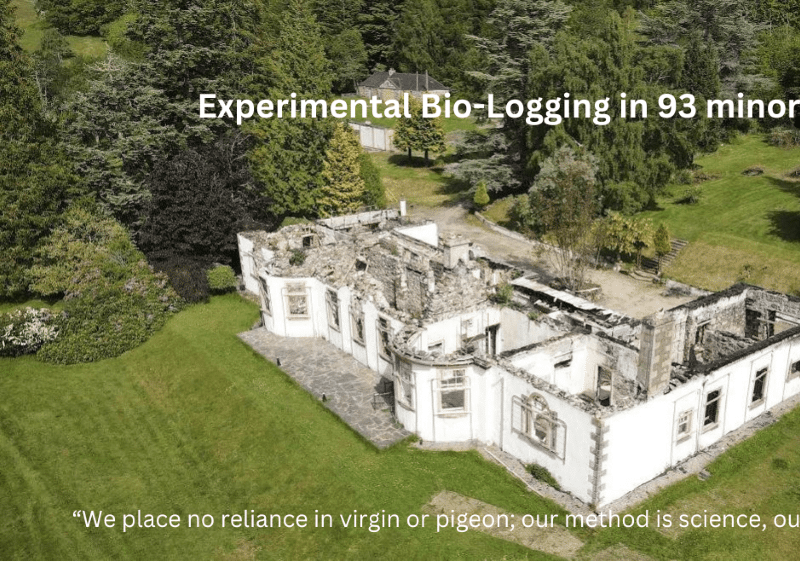 Experimental Bio-Logging in 93 minor
“We place no reliance in virgin or pigeon; our method is science, ou